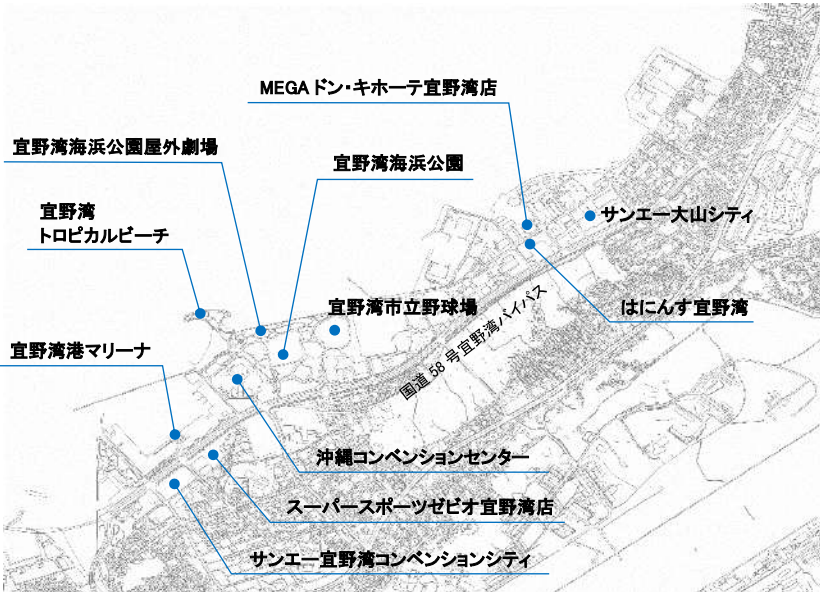 MEGAドン・キホーテ宜野湾店
宜野湾海浜公園屋外劇場
宜野湾海浜公園
宜野湾
トロピカルビーチ
サンエー大山シティ
宜野湾市立野球場
はにんす宜野湾
国道 58 号宜野湾バイパス
宜野湾港マリーナ
沖縄コンベンションセンター
スーパースポーツゼビオ宜野湾店
サンエー宜野湾コンベンションシティ